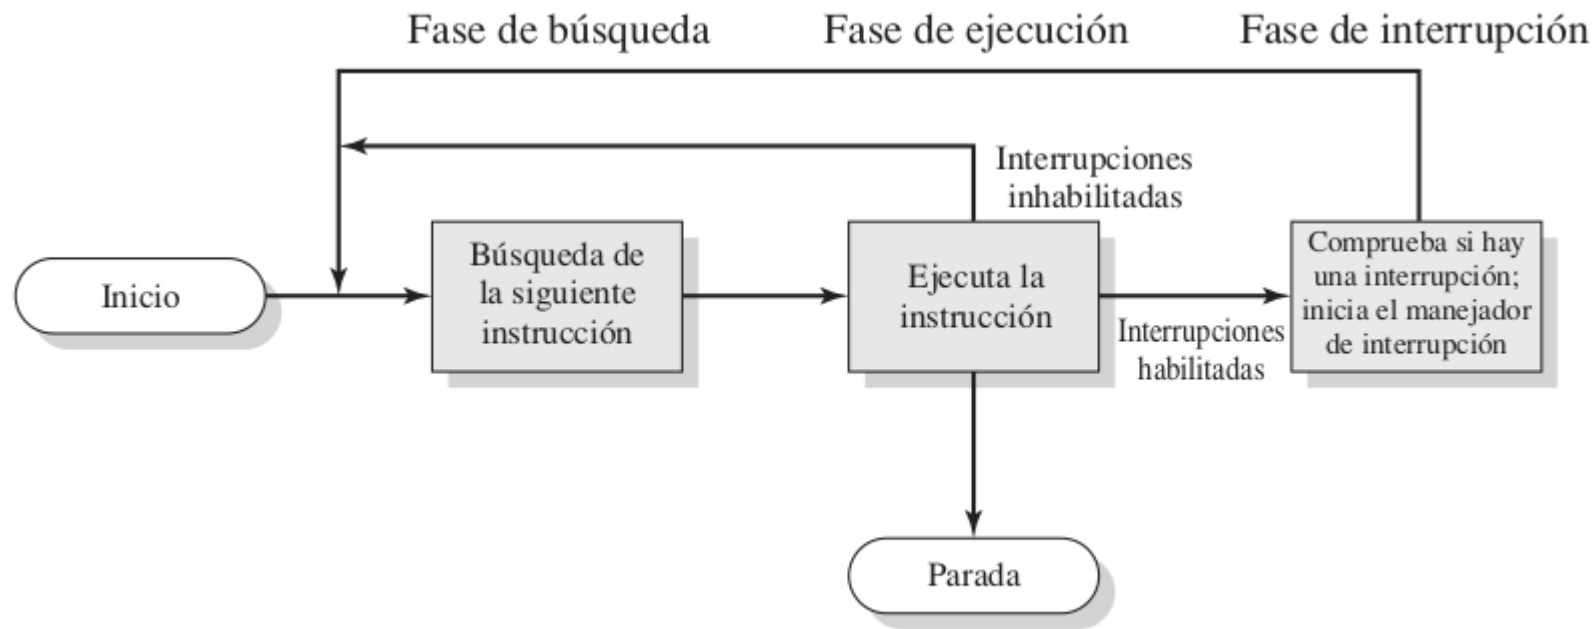 Fase de búsqueda
Fase de ejecución
Fase de interrupción
Interrupciones
inhabilitadas
Inicio
Búsqueda de
la siguiente
instrucción
Ejecuta la
instrucción
Interrupciones
habilitadas
Comprueba si hay
una interrupción;
inicia el manejador
de interrupción
Parada